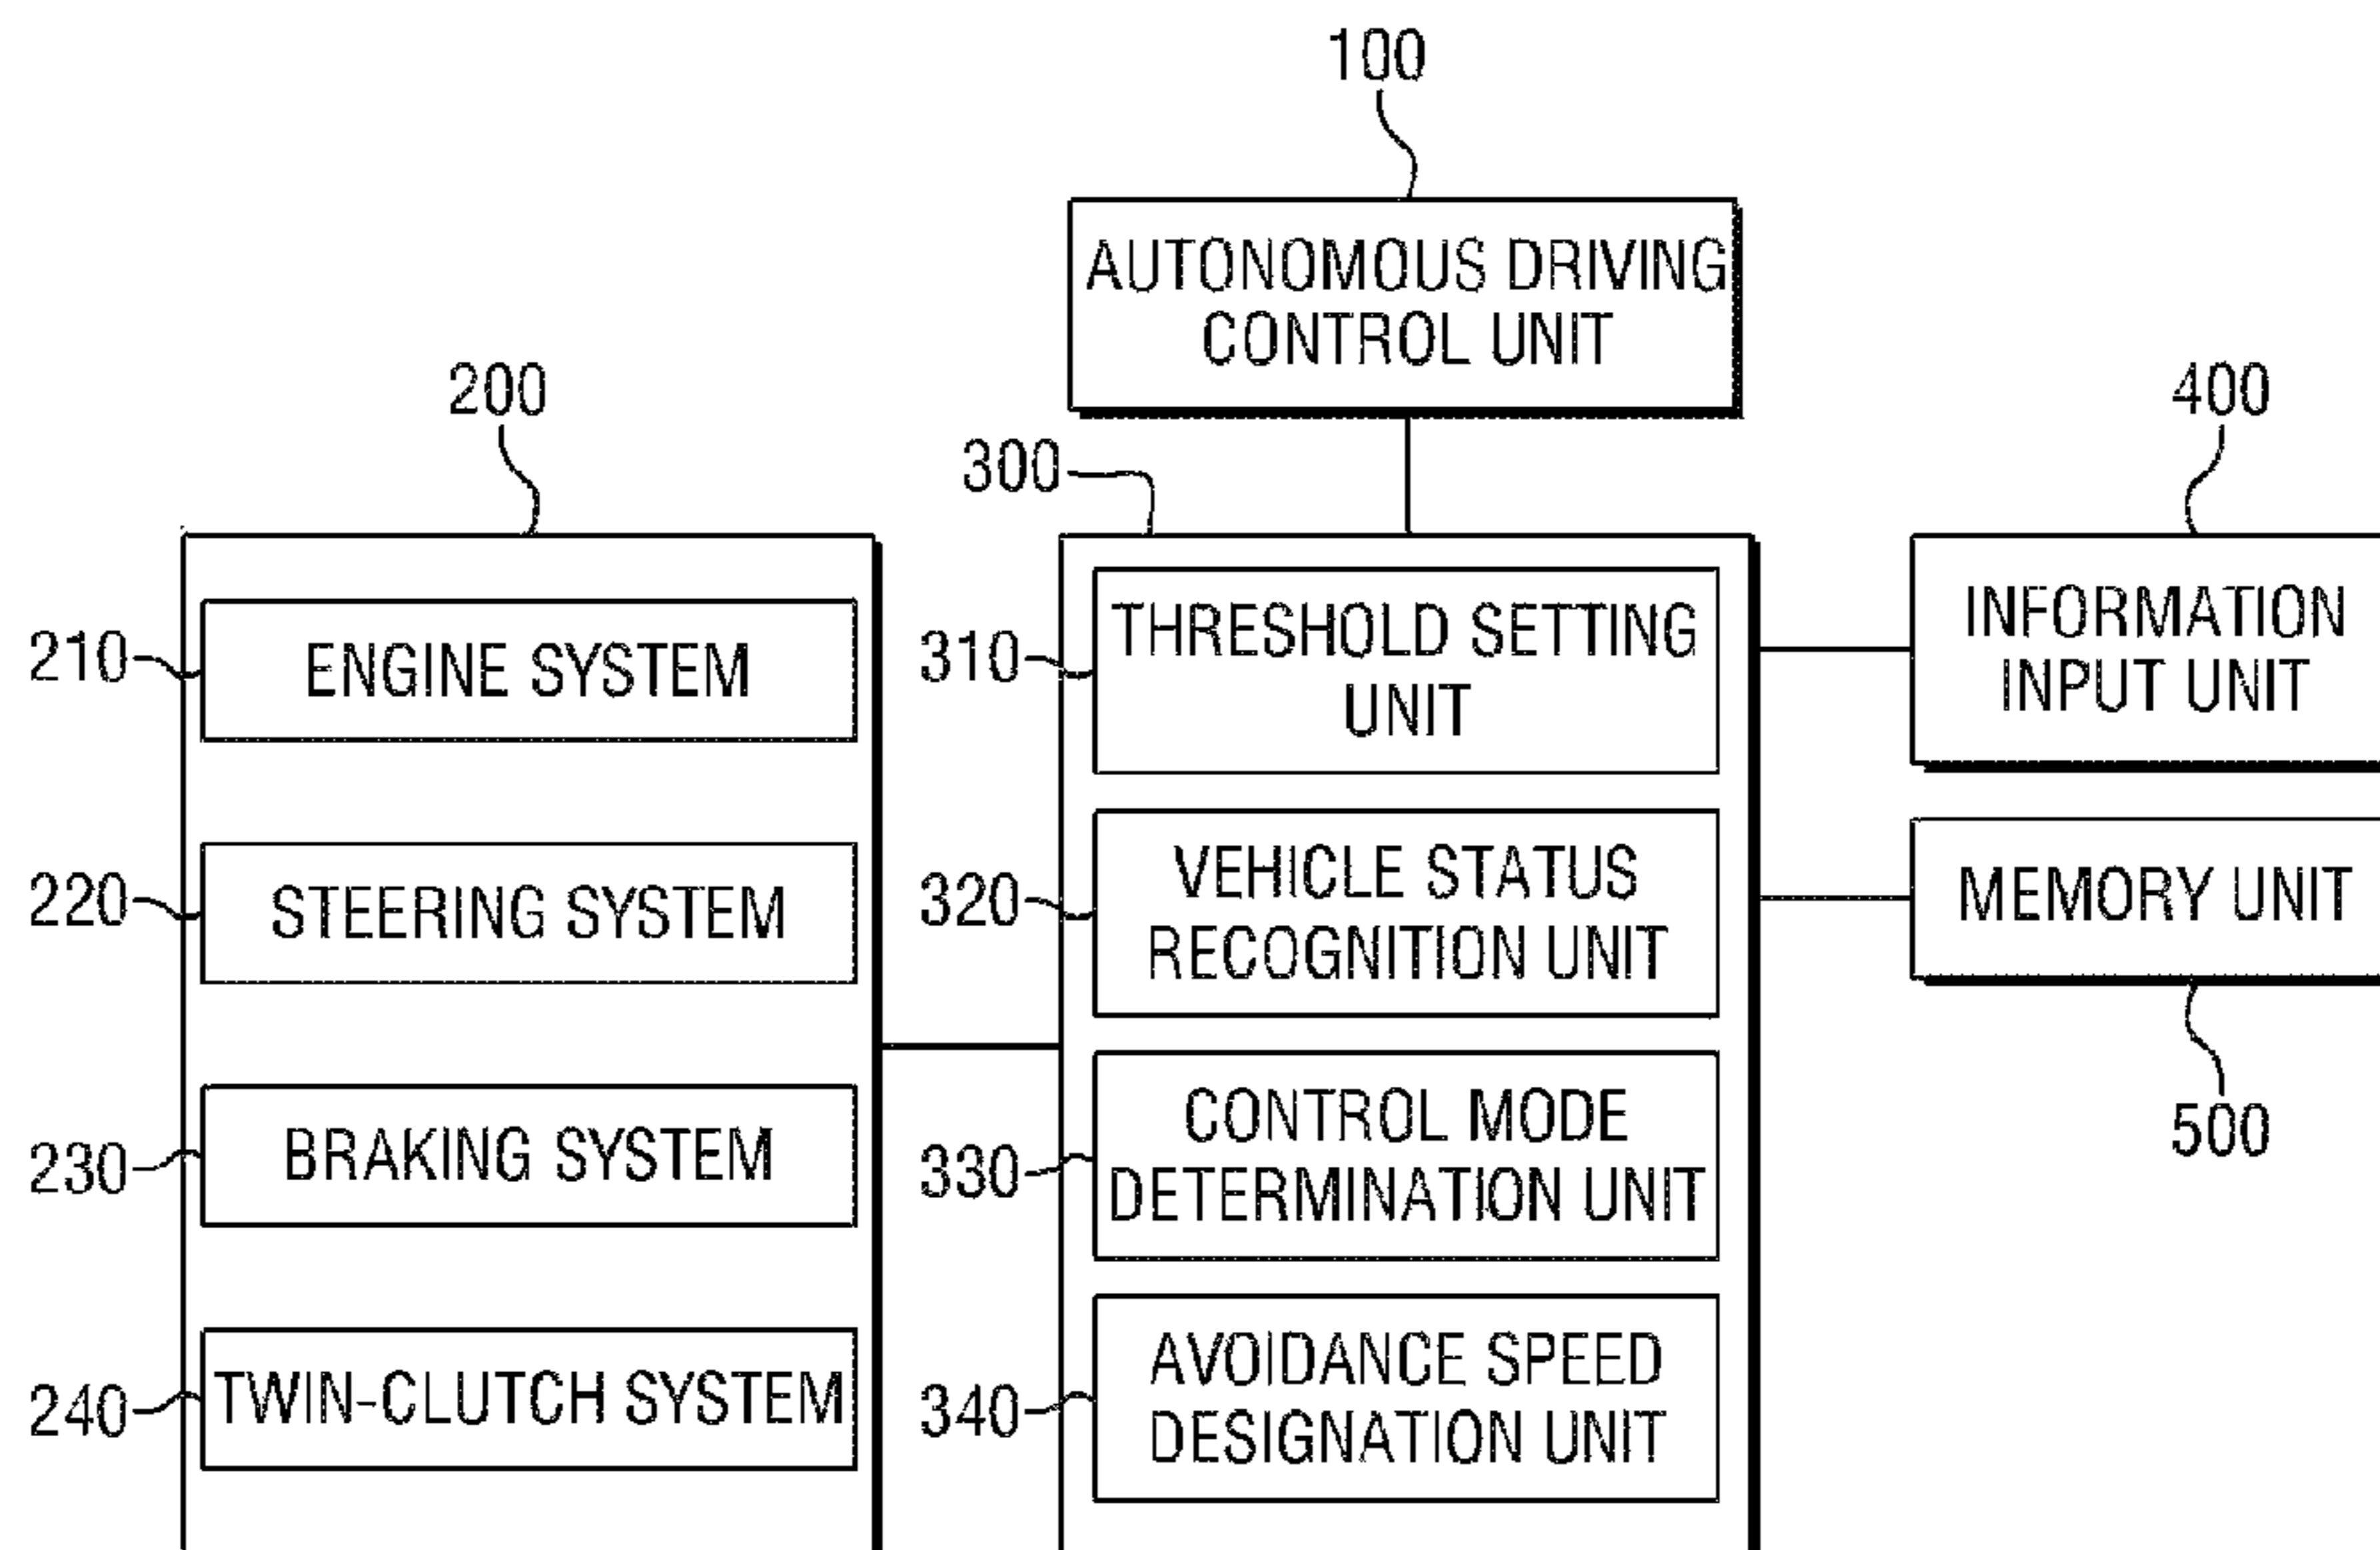 100
AUTONOMOUS DRIVING
CONTROL UNIT
200
300
400
210
ENGINE SYSTEM
220
STEERING SYSTEM
230
BRAKING SYSTEM
240
TWIN-CLUTCH SYSTEM
310
THRESHOLD SETTING
UNIT
320
VEHICLE STATUS
RECOGNITION UNIT
330
CONTROL MODE
DETERMINATION UNIT
340
AVOIDANCE SPEED
DESIGNATION UNIT
INFORMATION
INPUT UNIT
MEMORY UNIT
500